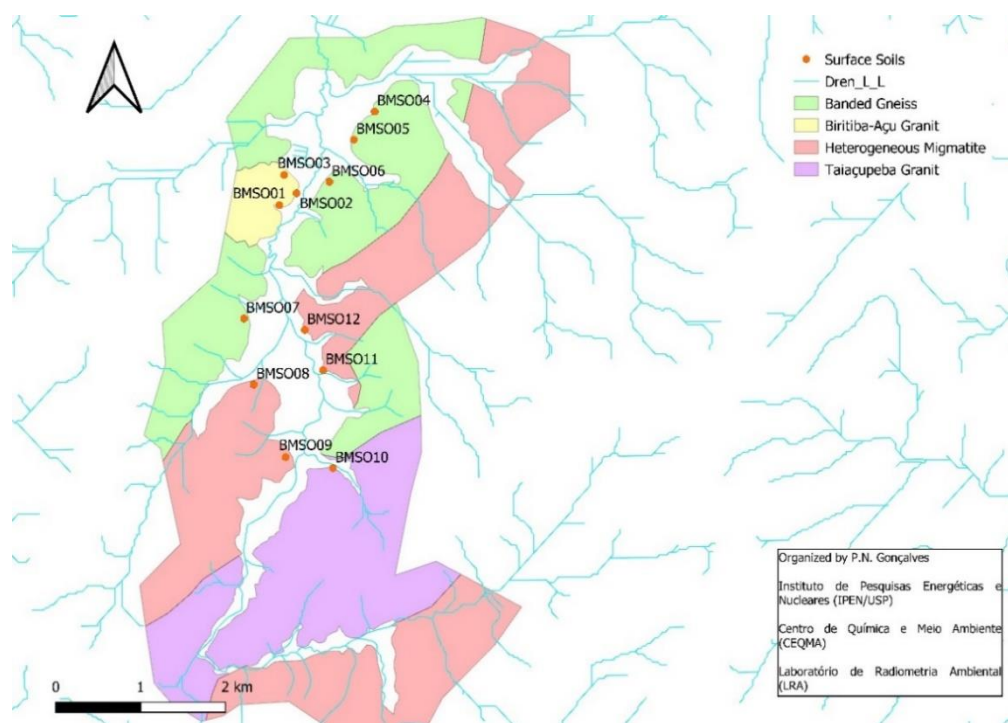 Surface Soils
Dren_L_L
Banded Gneiss
Biritiba-Açu Granit
Heterogeneous Migmatite
Taiaçupeba Granit
BMSO04
BMSO05
BMSO03
BMSO06
BMSO01
BMSO02
BMSO07
BMSO12
BMSO11
BMSO08
BMSO09
BMSO10
0 1 2 km
Organized by P.N. Gonçalves
Instituto de Pesquisas Energéticas e
Nucleares (IPEN/USP)
Centro de Química e Meio Ambiente
(CEQMA)
Laboratório de Radiometria Ambiental
(LRA)